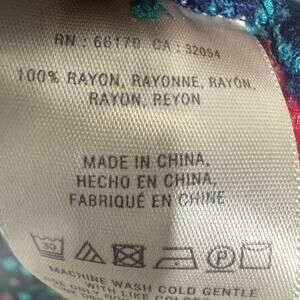 RN : 66170 CA : 32054
100% RAYON, RAYONNE, RAYÓN,
RAYON, REYON
MADE IN CHINA,
HECHO EN CHINA,
FABRIQUÉ EN CHINE
30
P
MACHINE WASH COLD GENTLE
WITH LIKE COLORS